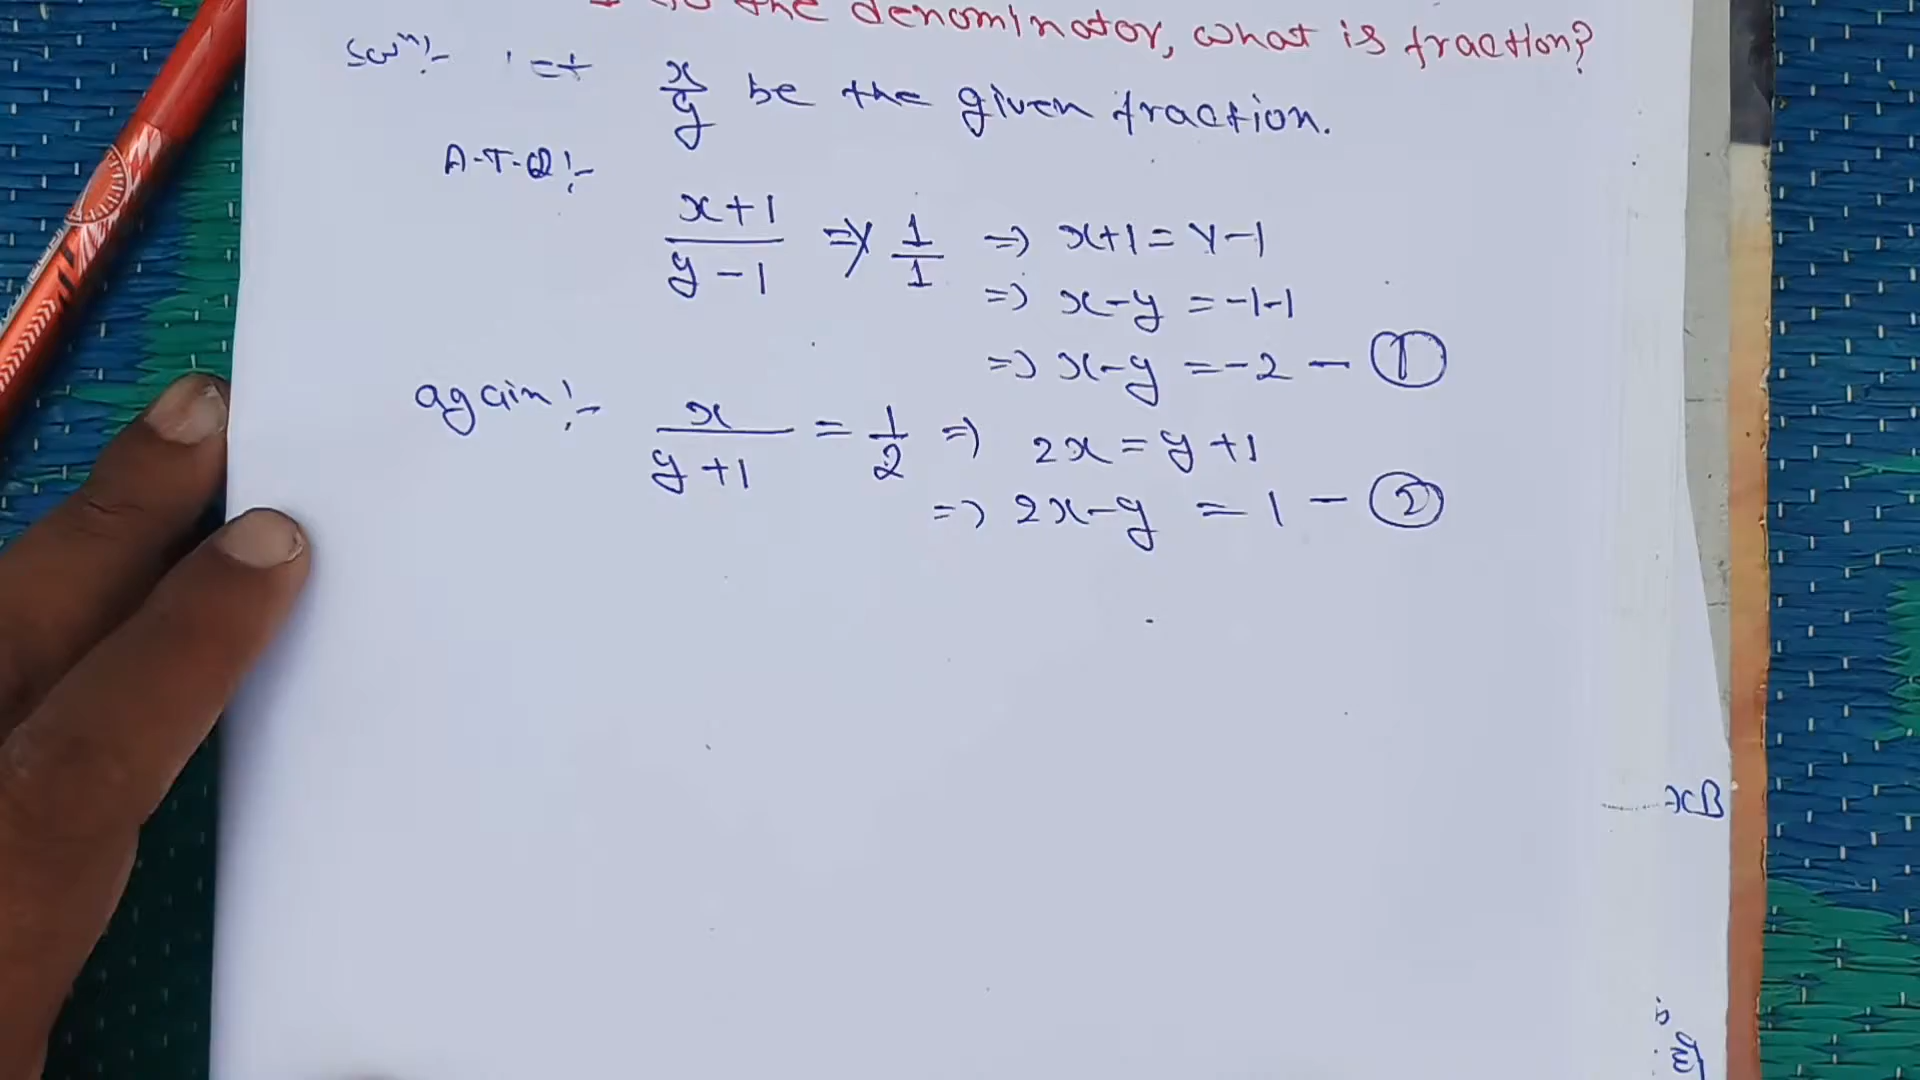 the denominator, what is fraction?
Sol^n:- let x/y be the given fraction.
A-T-Q:-
(x+1)/(y-1) => 1/1 => x+1 = y-1
=> x-y = -1-1
=> x-y = -2 - ①
again:- x/(y+1) = 1/2 => 2x = y+1
=> 2x-y = 1 - ②